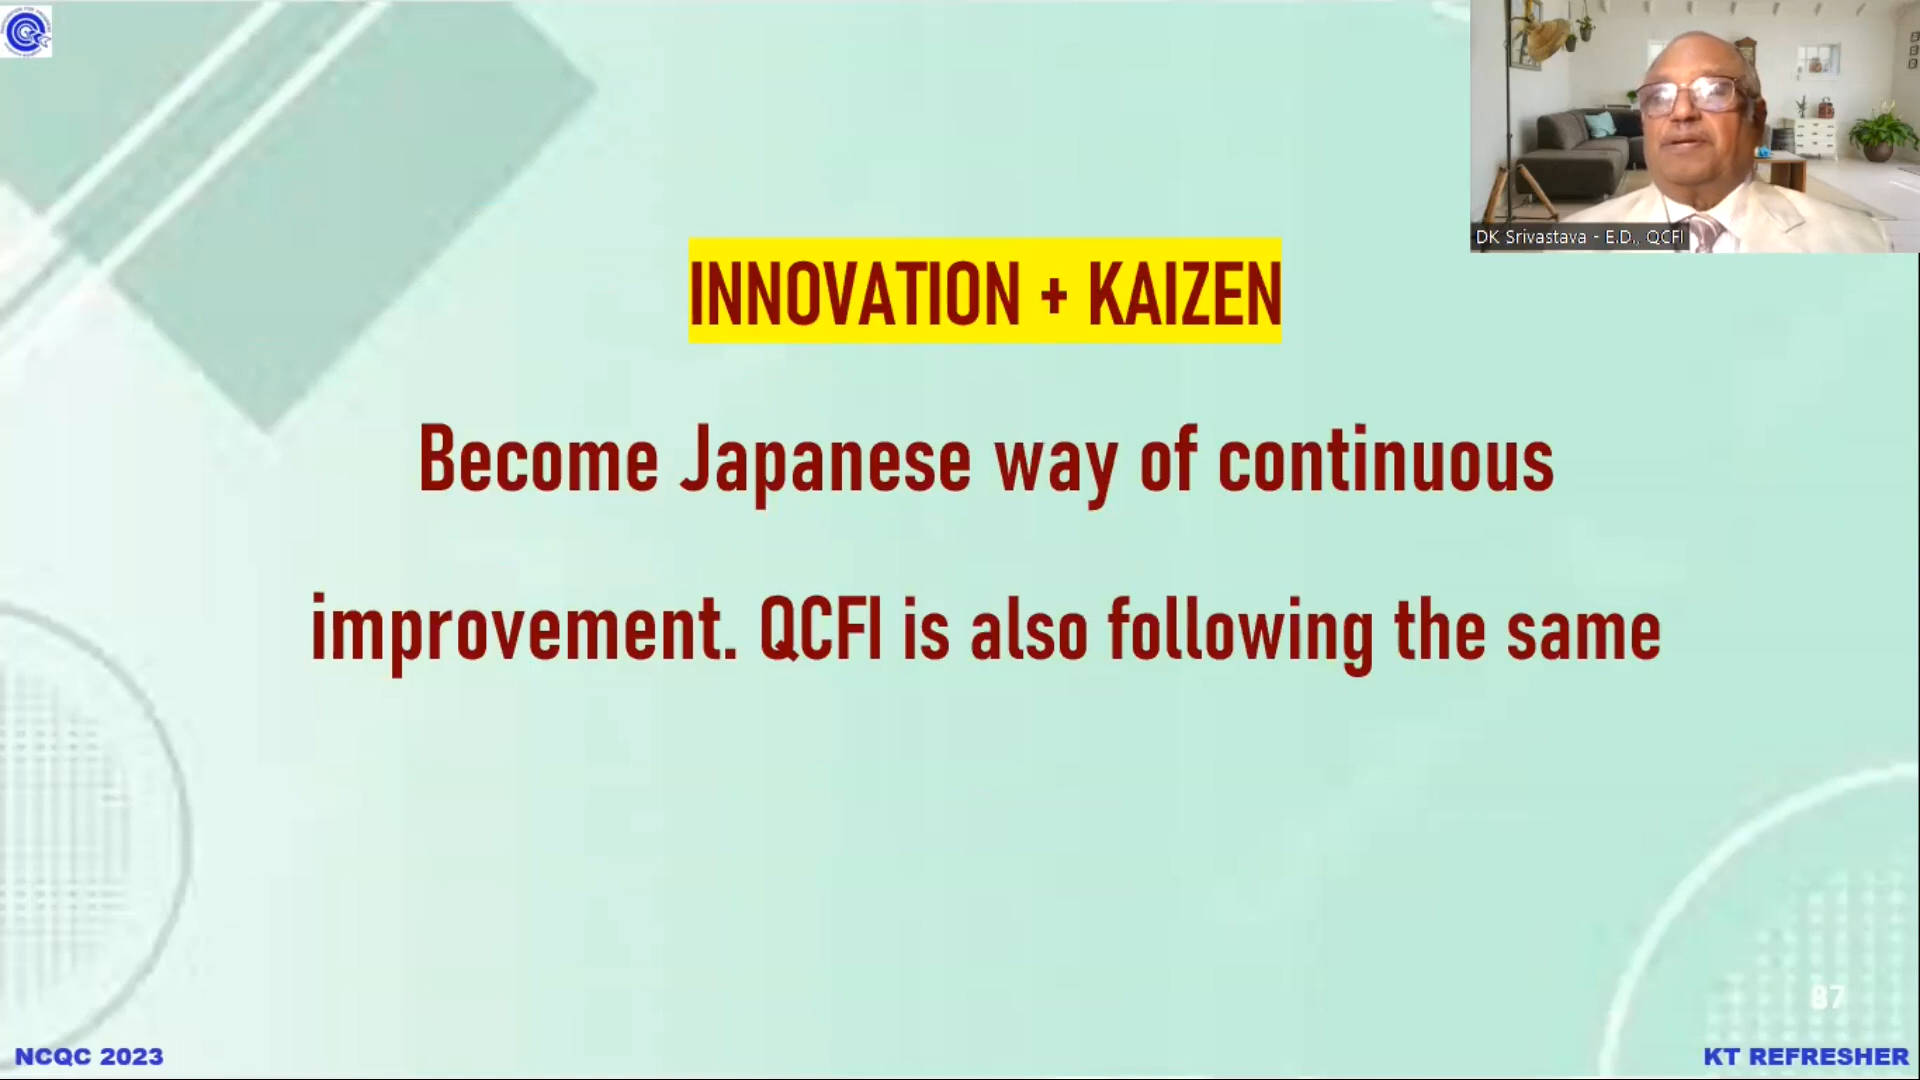 DK Srivastava - E.D., QCFI
INNOVATION + KAIZEN
Become Japanese way of continuous
improvement. QCFI is also following the same
87
NCQC 2023
KT REFRESHER